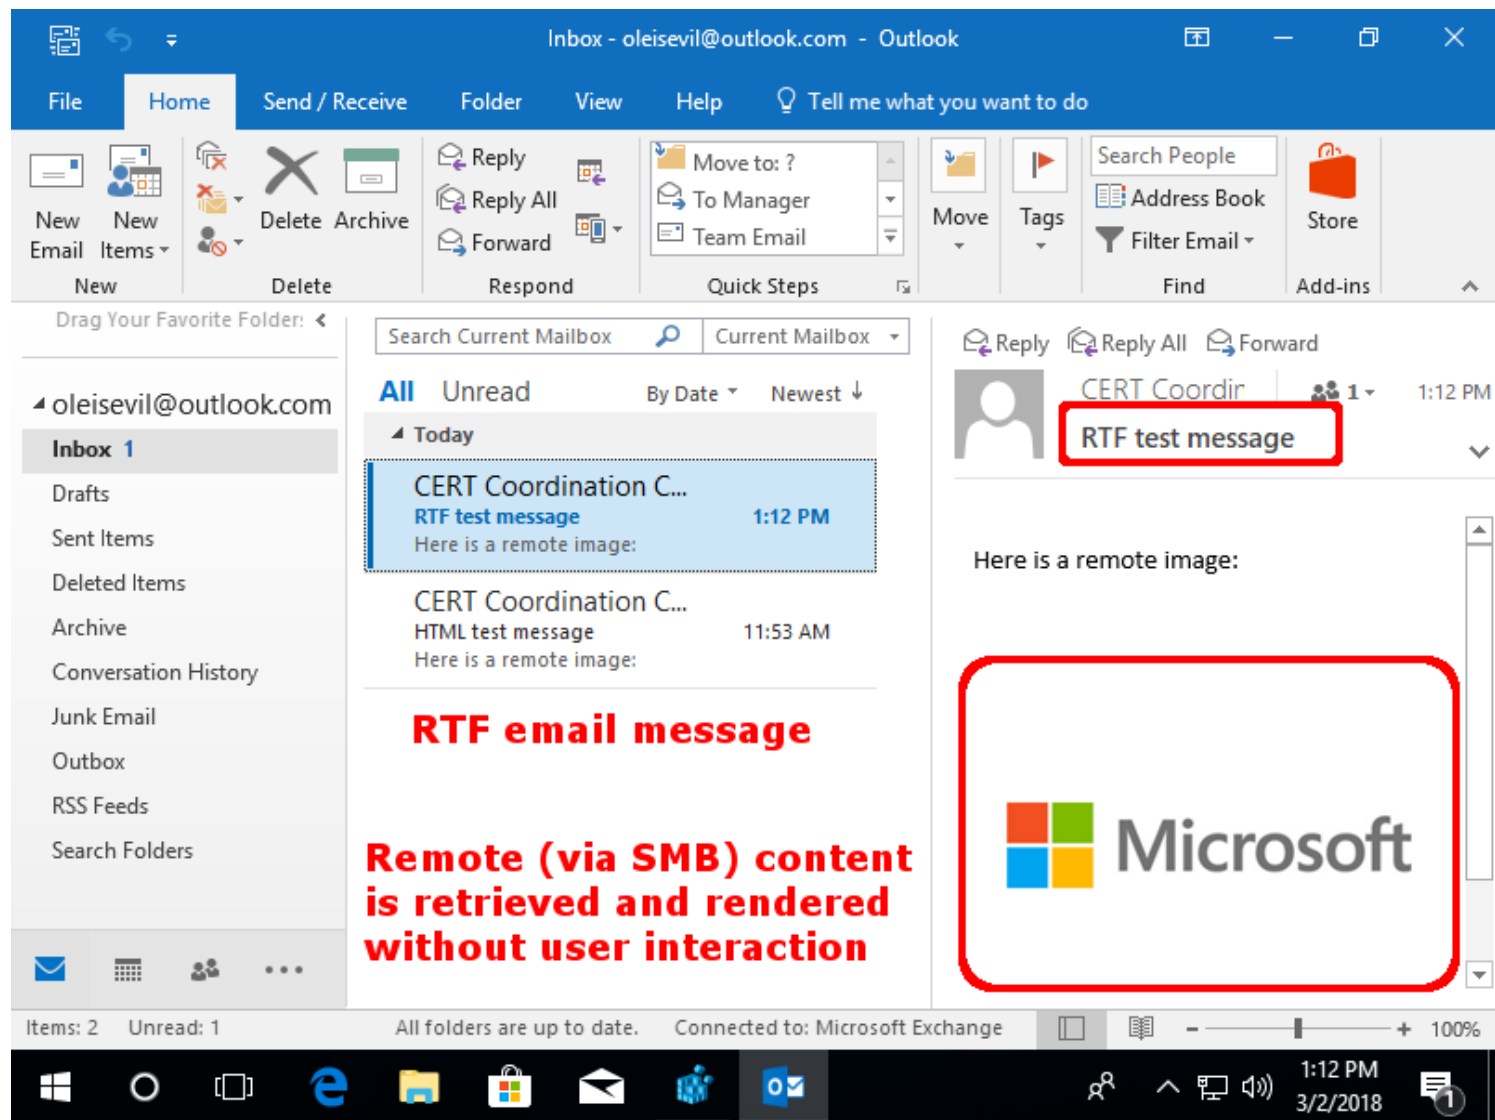 Inbox - oleisevil@outlook.com - Outlook
File Home Send / Receive Folder View Help Tell me what you want to do
New Email
New Items
Delete
Archive
Reply
Reply All
Forward
Move to: ?
To Manager
Team Email
Move
Tags
Search People
Address Book
Filter Email
Store
New Delete Respond Quick Steps Find Add-ins
Drag Your Favorite Folder
oleisevil@outlook.com
Inbox 1
Drafts
Sent Items
Deleted Items
Archive
Conversation History
Junk Email
Outbox
RSS Feeds
Search Folders
Search Current Mailbox Current Mailbox
All Unread By Date Newest
Today
CERT Coordination C...
RTF test message 1:12 PM
Here is a remote image:
CERT Coordination C...
HTML test message 11:53 AM
Here is a remote image:
RTF email message
Remote (via SMB) content
is retrieved and rendered
without user interaction
Reply Reply All Forward
CERT Coordin 1 1:12 PM
RTF test message
Here is a remote image:
Microsoft
Items: 2 Unread: 1 All folders are up to date. Connected to: Microsoft Exchange 100%
1:12 PM
3/2/2018
1